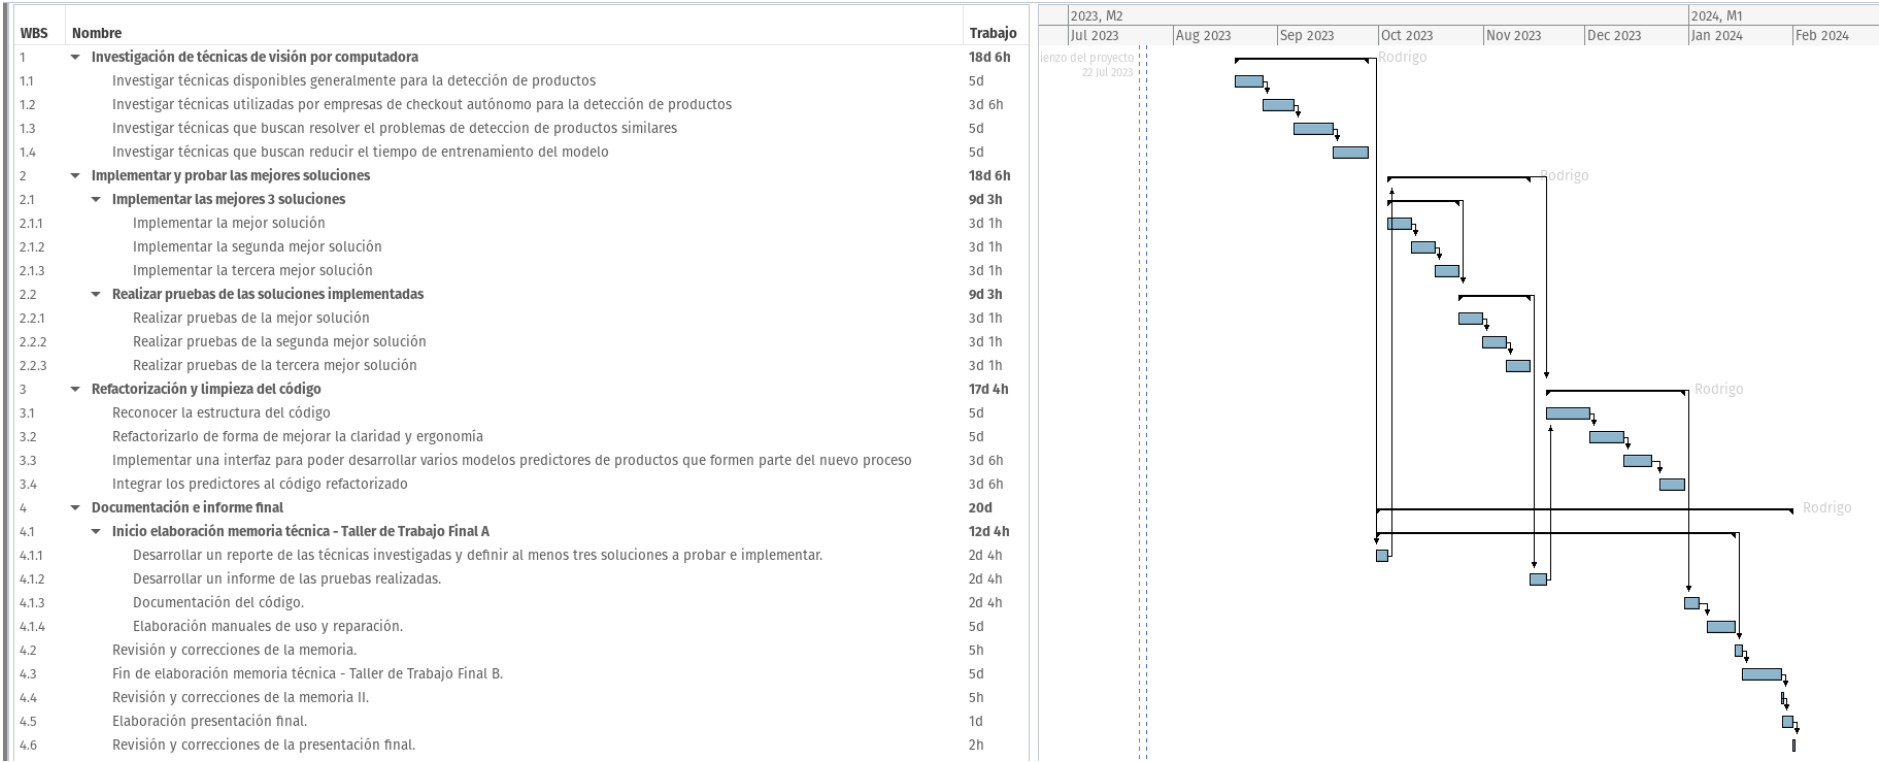 2023, M2 2024, M1
WBS Nombre Trabajo Jul 2023 Aug 2023 Sep 2023 Oct 2023 Nov 2023 Dec 2023 Jan 2024 Feb 2024
1 Investigación de técnicas de visión por computadora 18d 6h ienzo del proyecto Rodrigo
22 Jul 2023
1.1 Investigar técnicas disponibles generalmente para la detección de productos 5d
1.2 Investigar técnicas utilizadas por empresas de checkout autónomo para la detección de productos 3d 6h
1.3 Investigar técnicas que buscan resolver el problemas de deteccion de productos similares 5d
1.4 Investigar técnicas que buscan reducir el tiempo de entrenamiento del modelo 5d
2 Implementar y probar las mejores soluciones 18d 6h Rodrigo
2.1 Implementar las mejores 3 soluciones 9d 3h
2.1.1 Implementar la mejor solución 3d 1h
2.1.2 Implementar la segunda mejor solución 3d 1h
2.1.3 Implementar la tercera mejor solución 3d 1h
2.2 Realizar pruebas de las soluciones implementadas 9d 3h
2.2.1 Realizar pruebas de la mejor solución 3d 1h
2.2.2 Realizar pruebas de la segunda mejor solución 3d 1h
2.2.3 Realizar pruebas de la tercera mejor solución 3d 1h
3 Refactorización y limpieza del código 17d 4h Rodrigo
3.1 Reconocer la estructura del código 5d
3.2 Refactorizarlo de forma de mejorar la claridad y ergonomía 5d
3.3 Implementar una interfaz para poder desarrollar varios modelos predictores de productos que formen parte del nuevo proceso 3d 6h
3.4 Integrar los predictores al código refactorizado 3d 6h
4 Documentación e informe final 20d Rodrigo
4.1 Inicio elaboración memoria técnica - Taller de Trabajo Final A 12d 4h
4.1.1 Desarrollar un reporte de las técnicas investigadas y definir al menos tres soluciones a probar e implementar. 2d 4h
4.1.2 Desarrollar un informe de las pruebas realizadas. 2d 4h
4.1.3 Documentación del código. 2d 4h
4.1.4 Elaboración manuales de uso y reparación. 5d
4.2 Revisión y correcciones de la memoria. 5h
4.3 Fin de elaboración memoria técnica - Taller de Trabajo Final B. 5d
4.4 Revisión y correcciones de la memoria II. 5h
4.5 Elaboración presentación final. 1d
4.6 Revisión y correcciones de la presentación final. 2h